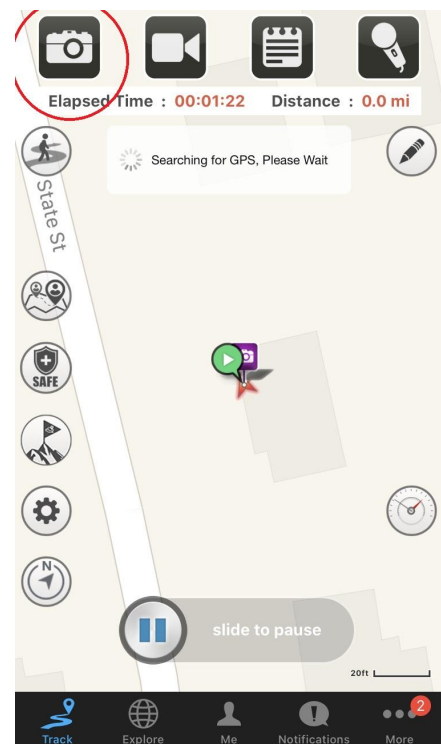 Elapsed Time : 00:01:22 Distance : 0.0 mi
Searching for GPS, Please Wait
State St
SAFE
N
slide to pause
20ft
2
Track Explore Me Notifications More